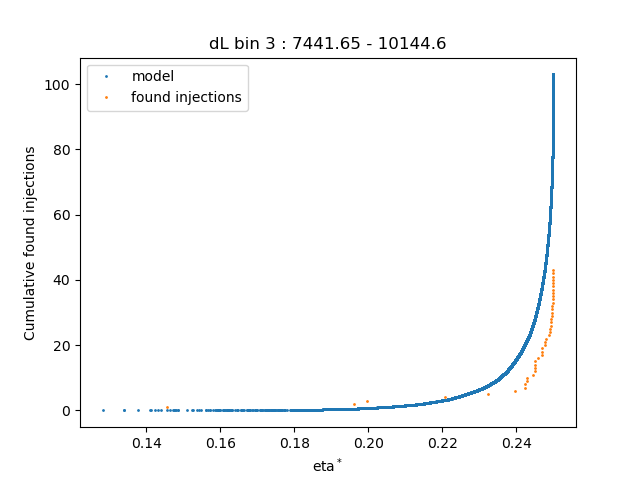 dL bin 3 : 7441.65 - 10144.6
model
found injections
Cumulative found injections
100
80
60
40
20
0
0.14 0.16 0.18 0.20 0.22 0.24
eta*